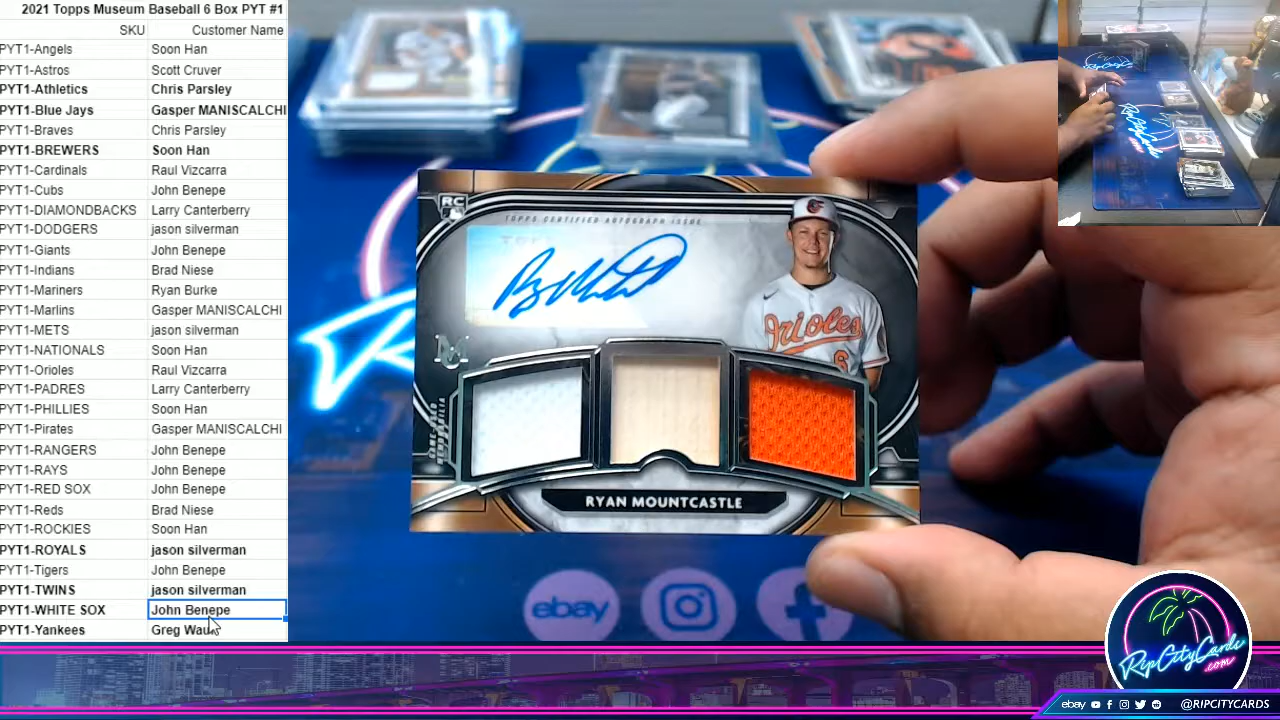 2021 Topps Museum Baseball 6 Box PYT #1
SKU Customer Name
PYT1-Angels Soon Han
PYT1-Astros Scott Cruver
PYT1-Athletics Chris Parsley
PYT1-Blue Jays Gasper MANISCALCHI
PYT1-Braves Chris Parsley
PYT1-BREWERS Soon Han
PYT1-Cardinals Raul Vizcarra
PYT1-Cubs John Benepe
PYT1-DIAMONDBACKS Larry Canterberry
PYT1-DODGERS jason silverman
PYT1-Giants John Benepe
PYT1-Indians Brad Niese
PYT1-Mariners Ryan Burke
PYT1-Marlins Gasper MANISCALCHI
PYT1-METS jason silverman
PYT1-NATIONALS Soon Han
PYT1-Orioles Raul Vizcarra
PYT1-PADRES Larry Canterberry
PYT1-PHILLIES Soon Han
PYT1-Pirates Gasper MANISCALCHI
PYT1-RANGERS John Benepe
PYT1-RAYS John Benepe
PYT1-RED SOX John Benepe
PYT1-Reds Brad Niese
PYT1-ROCKIES Soon Han
PYT1-ROYALS jason silverman
PYT1-Tigers John Benepe
PYT1-TWINS jason silverman
PYT1-WHITE SOX John Benepe
PYT1-Yankees Greg
RC
TOPPS CERTIFIED AUTOGRAPH ISSUE
Orioles
6
M
GAME-USED
MEMORABILIA
RYAN MOUNTCASTLE
ebay
RipCityCards
.com
ebay @RIPCITYCARDS